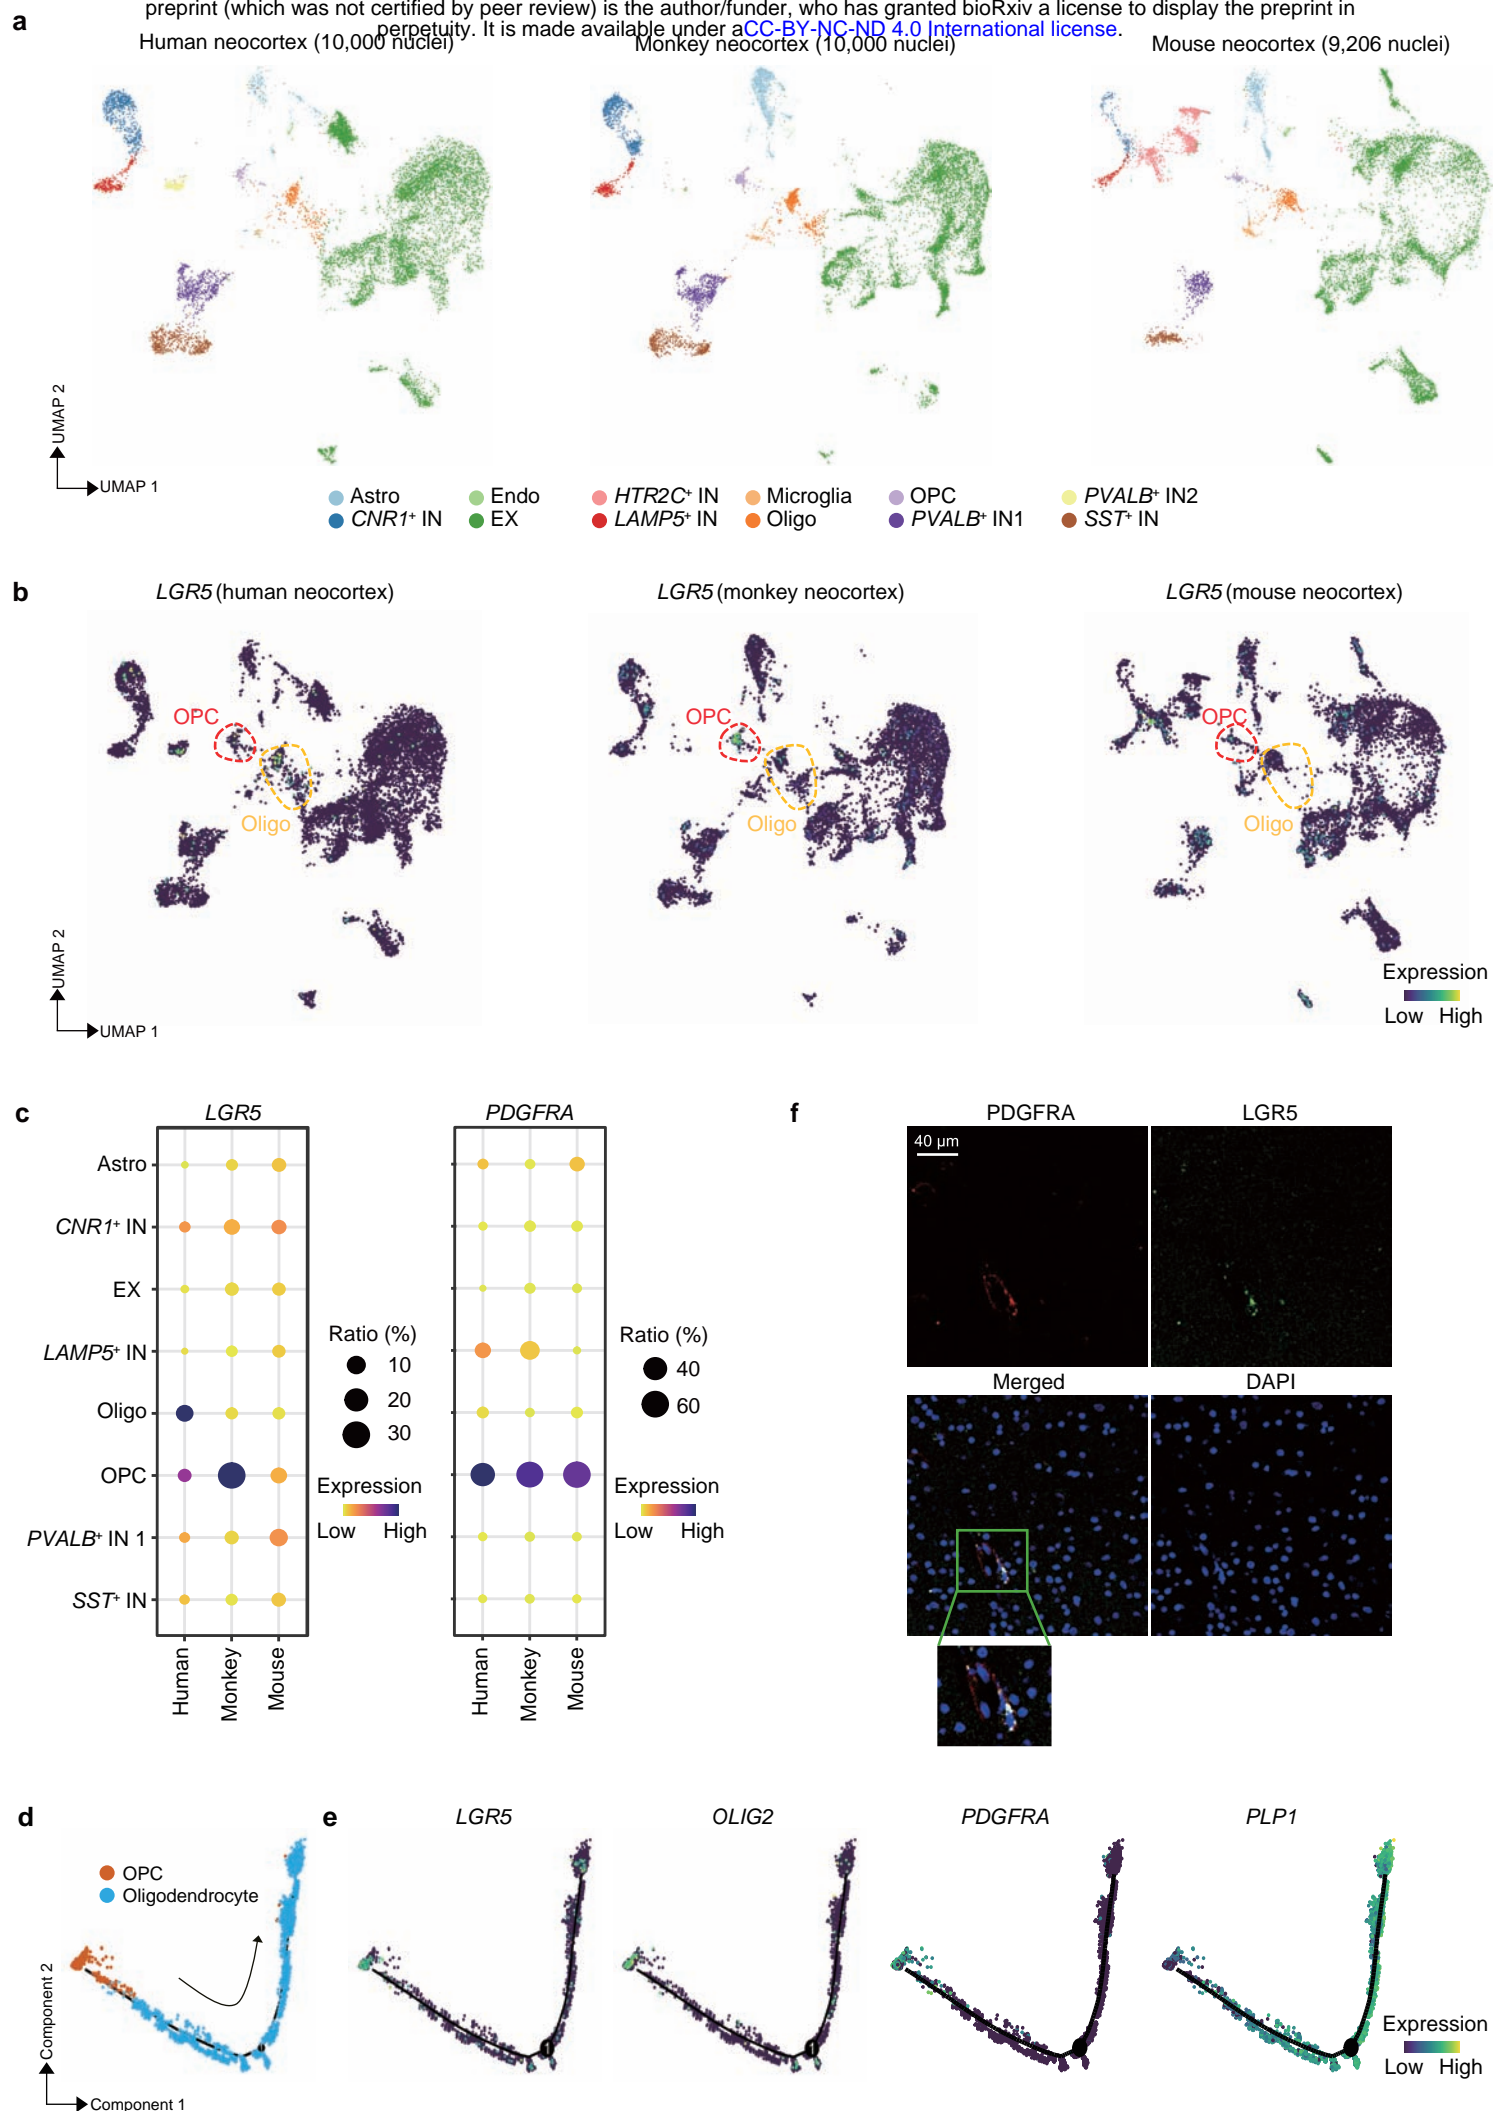 preprint (which was not certified by peer review) is the author/funder, who has granted bioRxiv a license to display the preprint in
perpetuity. It is made available under aCC-BY-NC-ND 4.0 International license.
a
Human neocortex (10,000 nuclei)
Monkey neocortex (10,000 nuclei)
Mouse neocortex (9,206 nuclei)
UMAP 2
UMAP 1
Astro
Endo
HTR2C+ IN
Microglia
OPC
PVALB+ IN2
CNR1+ IN
EX
LAMP5+ IN
Oligo
PVALB+ IN1
SST+ IN
b
LGR5 (human neocortex)
LGR5 (monkey neocortex)
LGR5 (mouse neocortex)
OPC
Oligo
OPC
Oligo
OPC
Oligo
UMAP 2
UMAP 1
Expression
Low High
c
LGR5
PDGFRA
Astro
CNR1+ IN
EX
LAMP5+ IN
Oligo
OPC
PVALB+ IN 1
SST+ IN
Human
Monkey
Mouse
Ratio (%)
10
20
30
Expression
Low High
Human
Monkey
Mouse
Ratio (%)
40
60
Expression
Low High
f
PDGFRA
LGR5
40 µm
Merged
DAPI
d
OPC
Oligodendrocyte
Component 2
Component 1
e
LGR5
OLIG2
PDGFRA
PLP1
Expression
Low High